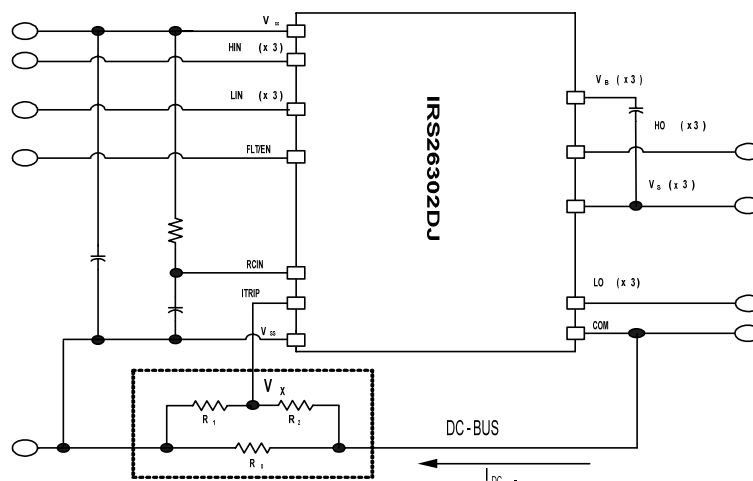 V cc
HIN (x 3)
LIN (x 3)
FLT/EN
RCIN
ITRIP
V SS
IRS26302DJ
V B (x 3)
HO (x 3)
V S (x 3)
LO (x 3)
COM
V X
R 1
R 2
R 0
DC-BUS
I DC -